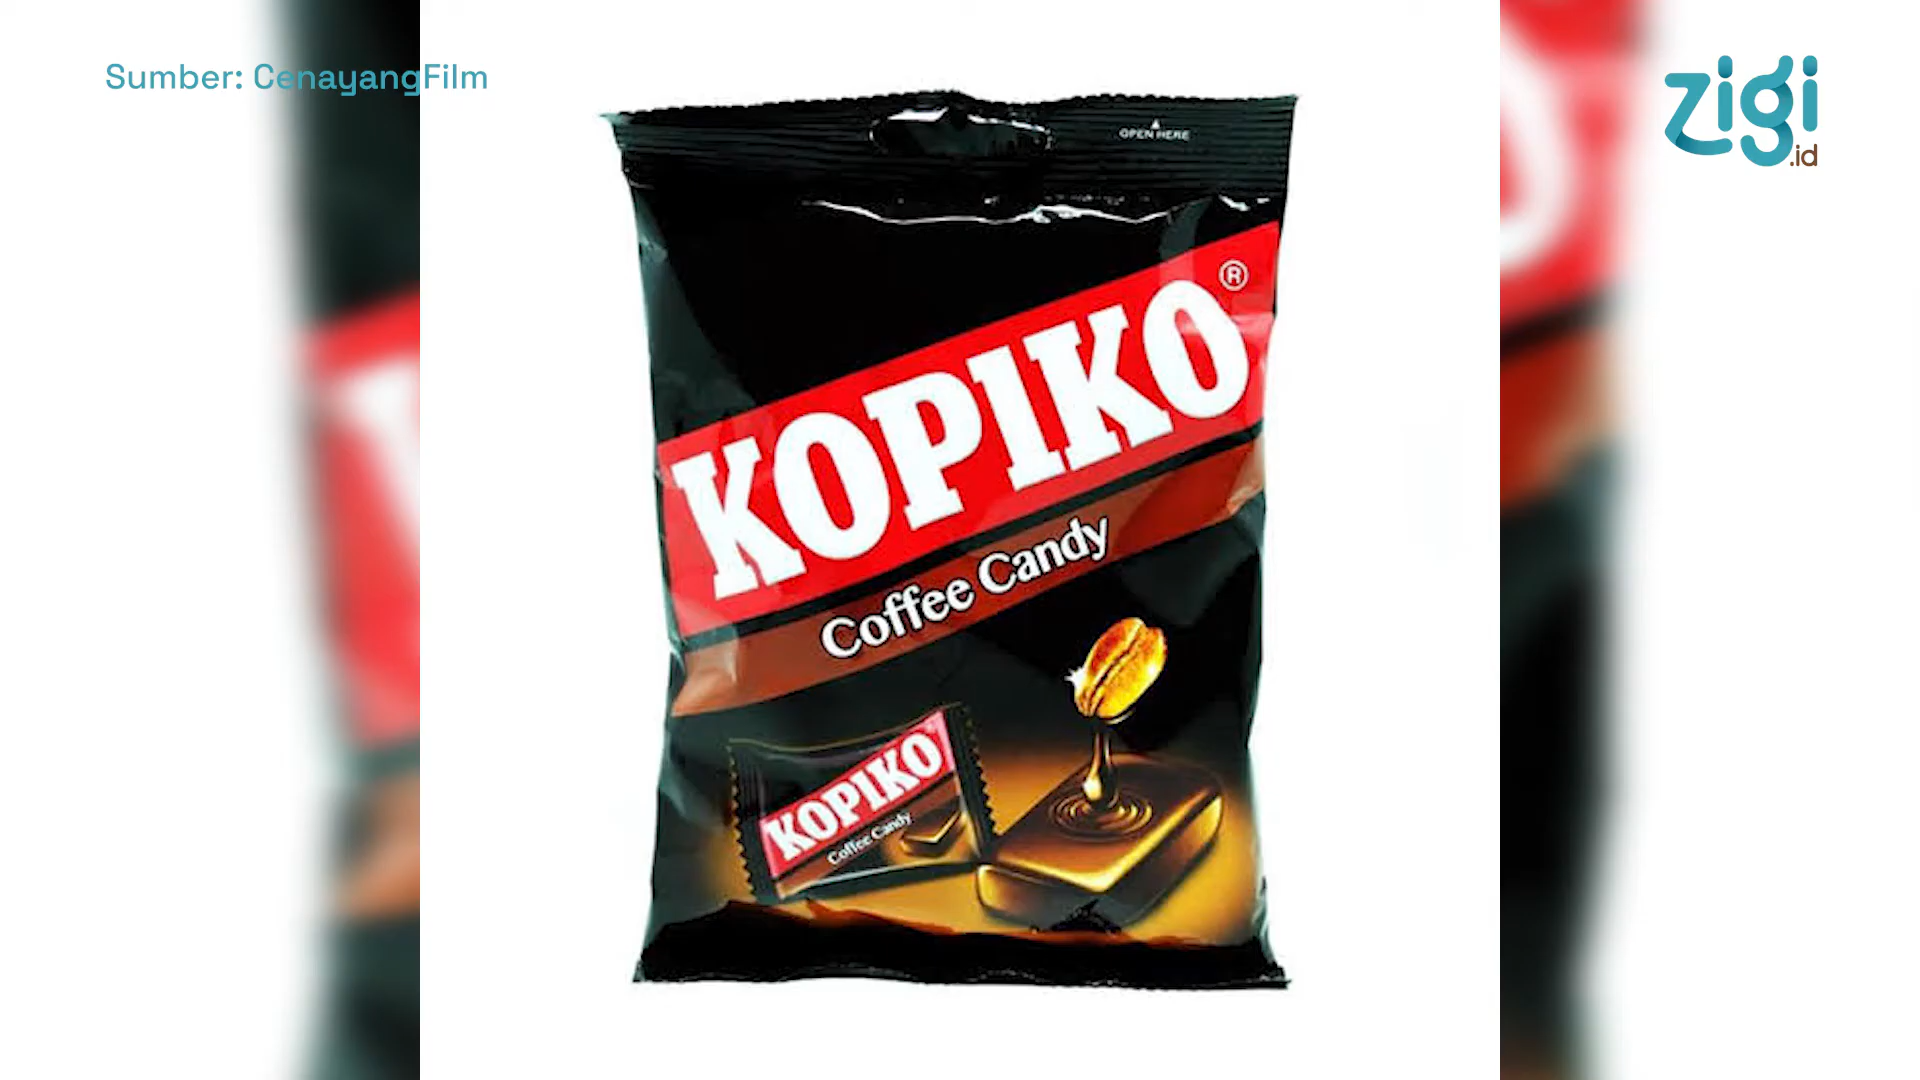 Sumber: CenayangFilm
zigi
.id
OPEN HERE
KOPIKO®
Coffee Candy
KOPIKO
Coffee Candy